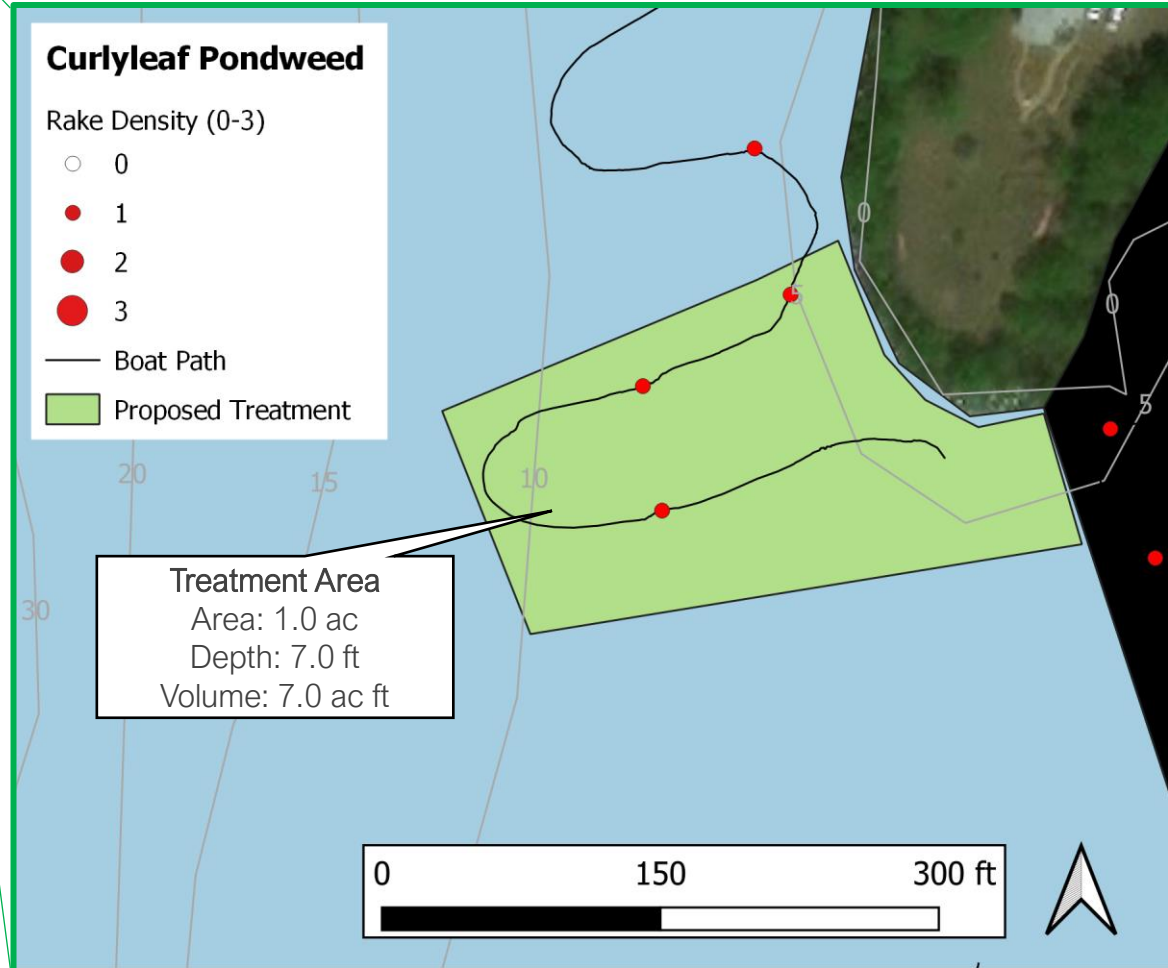 Curlyleaf Pondweed
Rake Density (0-3)
0
1
2
3
Boat Path
Proposed Treatment
0
0
5
5
20
15
10
30
Treatment Area
Area: 1.0 ac
Depth: 7.0 ft
Volume: 7.0 ac ft
0 150 300 ft